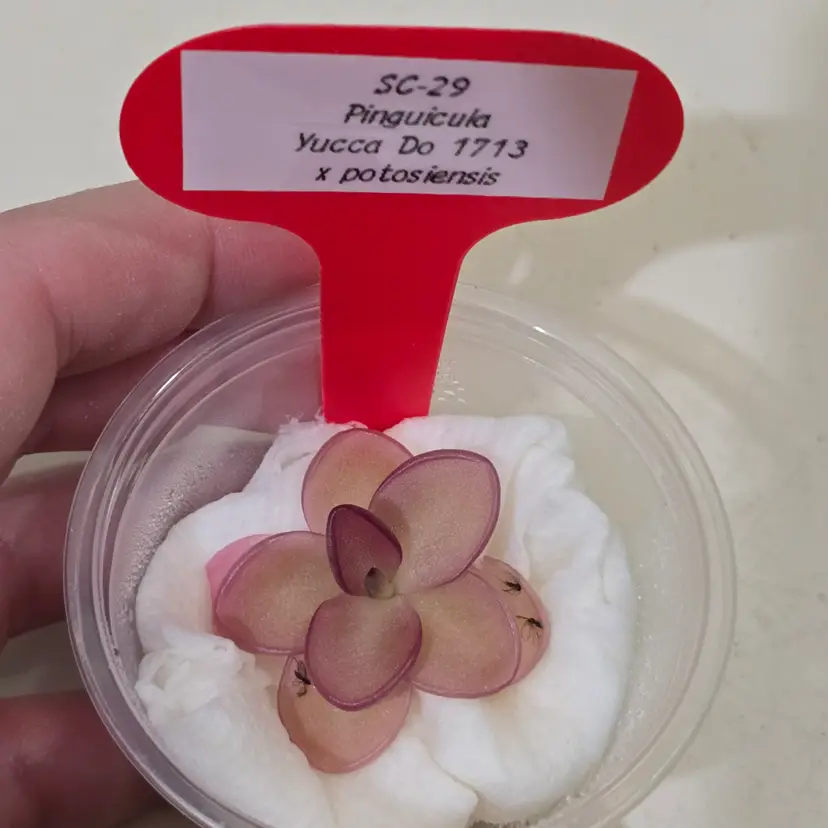 SC-29
Pinguicula
Yucca Do 1713
x potosiensis